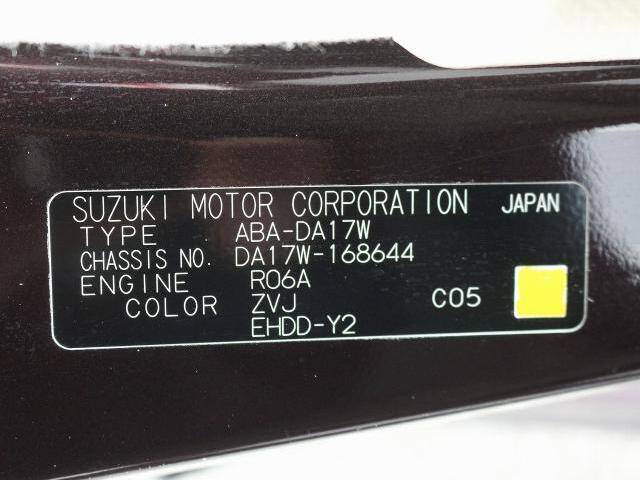 SUZUKI MOTOR CORPORATION JAPAN
TYPE ABA-DA17W
CHASSIS NO. DA17W-168644
ENGINE R06A
COLOR ZVJ C05
EHDD-Y2